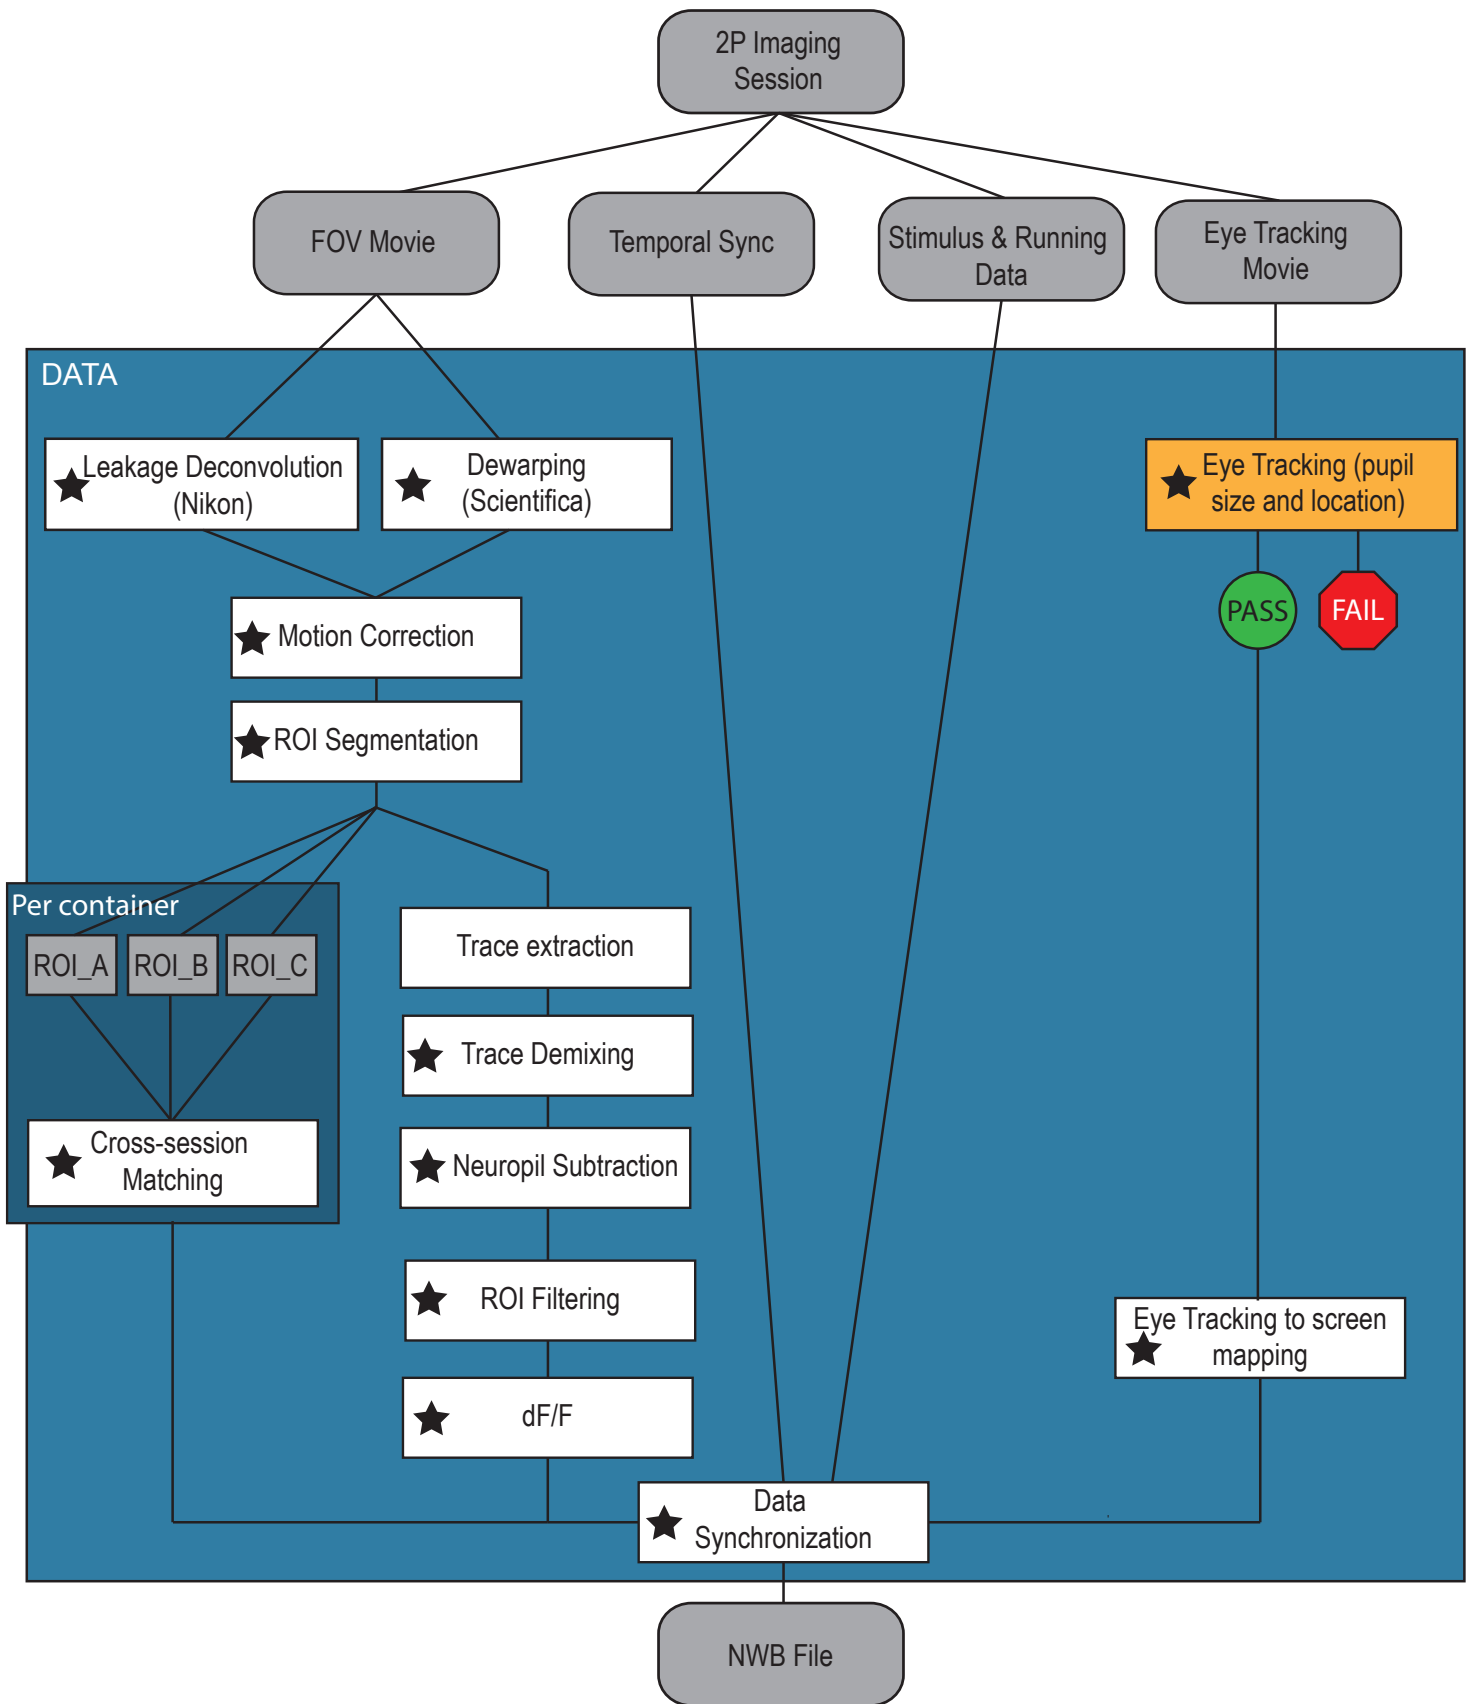 2P Imaging
Session
FOV Movie
Temporal Sync
Stimulus & Running
Data
Eye Tracking
Movie
DATA
Leakage Deconvolution
(Nikon)
Dewarping
(Scientifica)
Eye Tracking (pupil
size and location)
PASS
FAIL
Motion Correction
ROI Segmentation
Per container
ROI_A
ROI_B
ROI_C
Cross-session
Matching
Trace extraction
Trace Demixing
Neuropil Subtraction
ROI Filtering
dF/F
Eye Tracking to screen
mapping
Data
Synchronization
NWB File